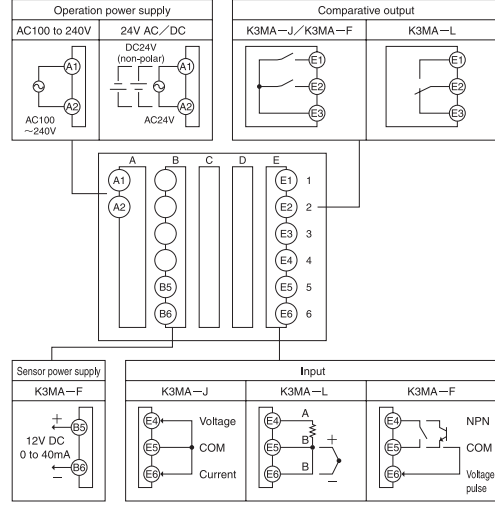 Operation power supply
AC100 to 240V
24V AC／DC
DC24V
(non-polar)
A1
A2
AC100
～240V
A1
A2
AC24V
Comparative output
K3MA－J／K3MA－F
K3MA－L
E1
E2
E3
E1
E2
E3
A B C D E
A1
A2
B5
B6
E1 1
E2 2
E3 3
E4 4
E5 5
E6 6
Sensor power supply
K3MA－F
+
12V DC
0 to 40mA
－
B5
B6
Input
K3MA－J
K3MA－L
K3MA－F
E4 Voltage
E5 COM
E6 Current
E4 A
E5 B +
E6 B －
E4 NPN
E5 COM
E6 Voltage
pulse